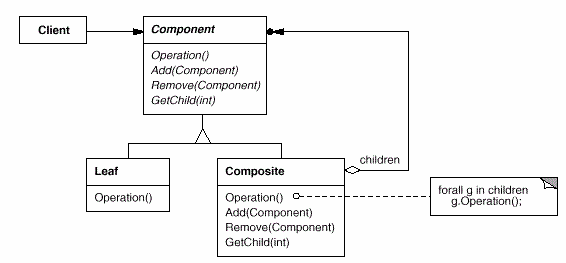 Client
Component
Operation()
Add(Component)
Remove(Component)
GetChild(int)
Leaf
Operation()
Composite
Operation()
Add(Component)
Remove(Component)
GetChild(int)
children
forall g in children
g.Operation();